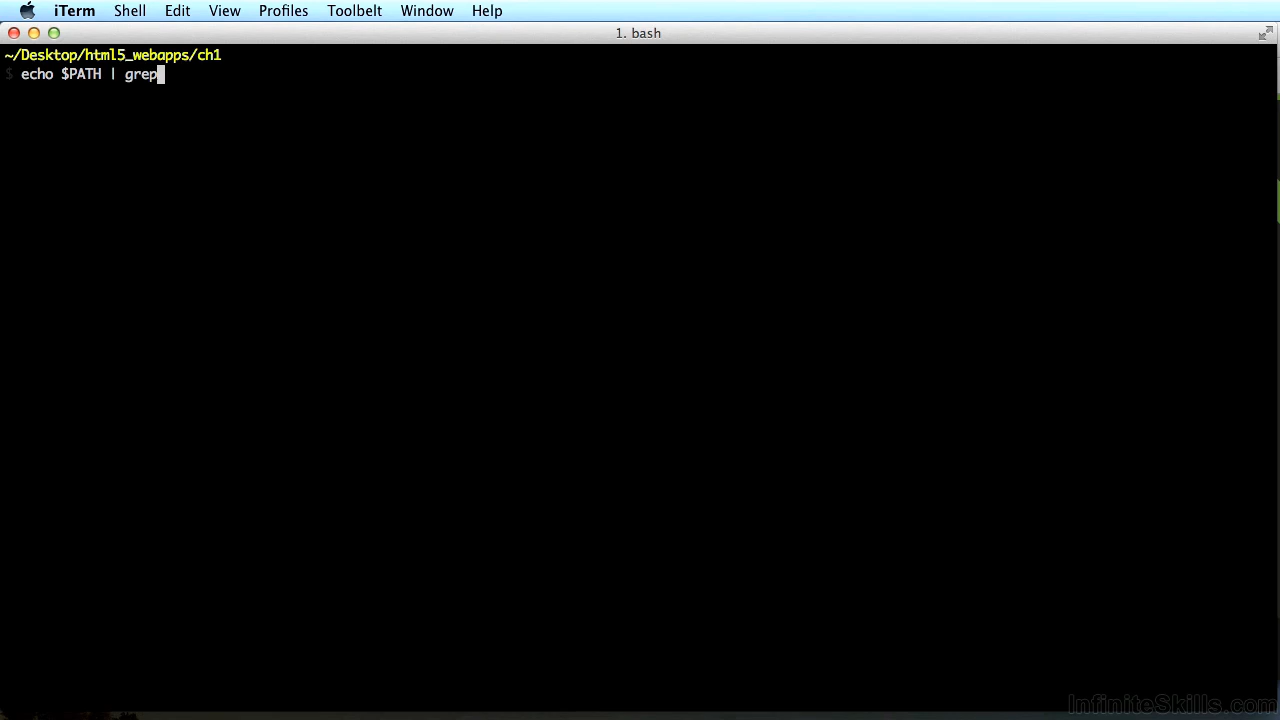 iTerm Shell Edit View Profiles Toolbelt Window Help
1. bash
~/Desktop/html5_webapps/ch1
$ echo $PATH | grep
InfiniteSkills.com